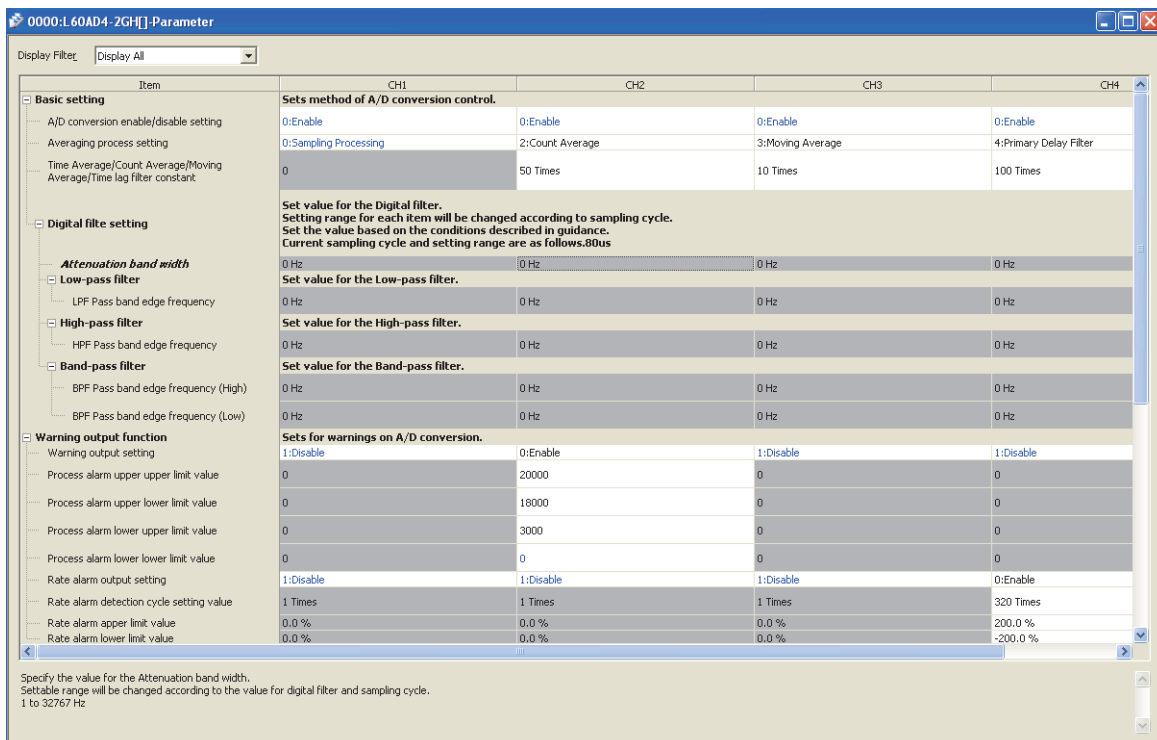 0000:L60AD4-2GH[]-Parameter
Display Filter Display All
Item CH1 CH2 CH3 CH4
Basic setting Sets method of A/D conversion control.
A/D conversion enable/disable setting 0:Enable 0:Enable 0:Enable 0:Enable
Averaging process setting 0:Sampling Processing 2:Count Average 3:Moving Average 4:Primary Delay Filter
Time Average/Count Average/Moving
Average/Time lag filter constant 0 50 Times 10 Times 100 Times
Digital filte setting
Set value for the Digital filter.
Setting range for each item will be changed according to sampling cycle.
Set the value based on the conditions described in guidance.
Current sampling cycle and setting range are as follows.80us
Attenuation band width 0 Hz 0 Hz 0 Hz 0 Hz
Low-pass filter Set value for the Low-pass filter.
LPF Pass band edge frequency 0 Hz 0 Hz 0 Hz 0 Hz
High-pass filter Set value for the High-pass filter.
HPF Pass band edge frequency 0 Hz 0 Hz 0 Hz 0 Hz
Band-pass filter Set value for the Band-pass filter.
BPF Pass band edge frequency (High) 0 Hz 0 Hz 0 Hz 0 Hz
BPF Pass band edge frequency (Low) 0 Hz 0 Hz 0 Hz 0 Hz
Warning output function Sets for warnings on A/D conversion.
Warning output setting 1:Disable 0:Enable 1:Disable 1:Disable
Process alarm upper upper limit value 0 20000 0 0
Process alarm upper lower limit value 0 18000 0 0
Process alarm lower upper limit value 0 3000 0 0
Process alarm lower lower limit value 0 0 0 0
Rate alarm output setting 1:Disable 1:Disable 1:Disable 0:Enable
Rate alarm detection cycle setting value 1 Times 1 Times 1 Times 320 Times
Rate alarm apper limit value 0.0 % 0.0 % 0.0 % 200.0 %
Rate alarm lower limit value 0.0 % 0.0 % 0.0 % -200.0 %
Specify the value for the Attenuation band width.
Settable range will be changed according to the value for digital filter and sampling cycle.
1 to 32767 Hz